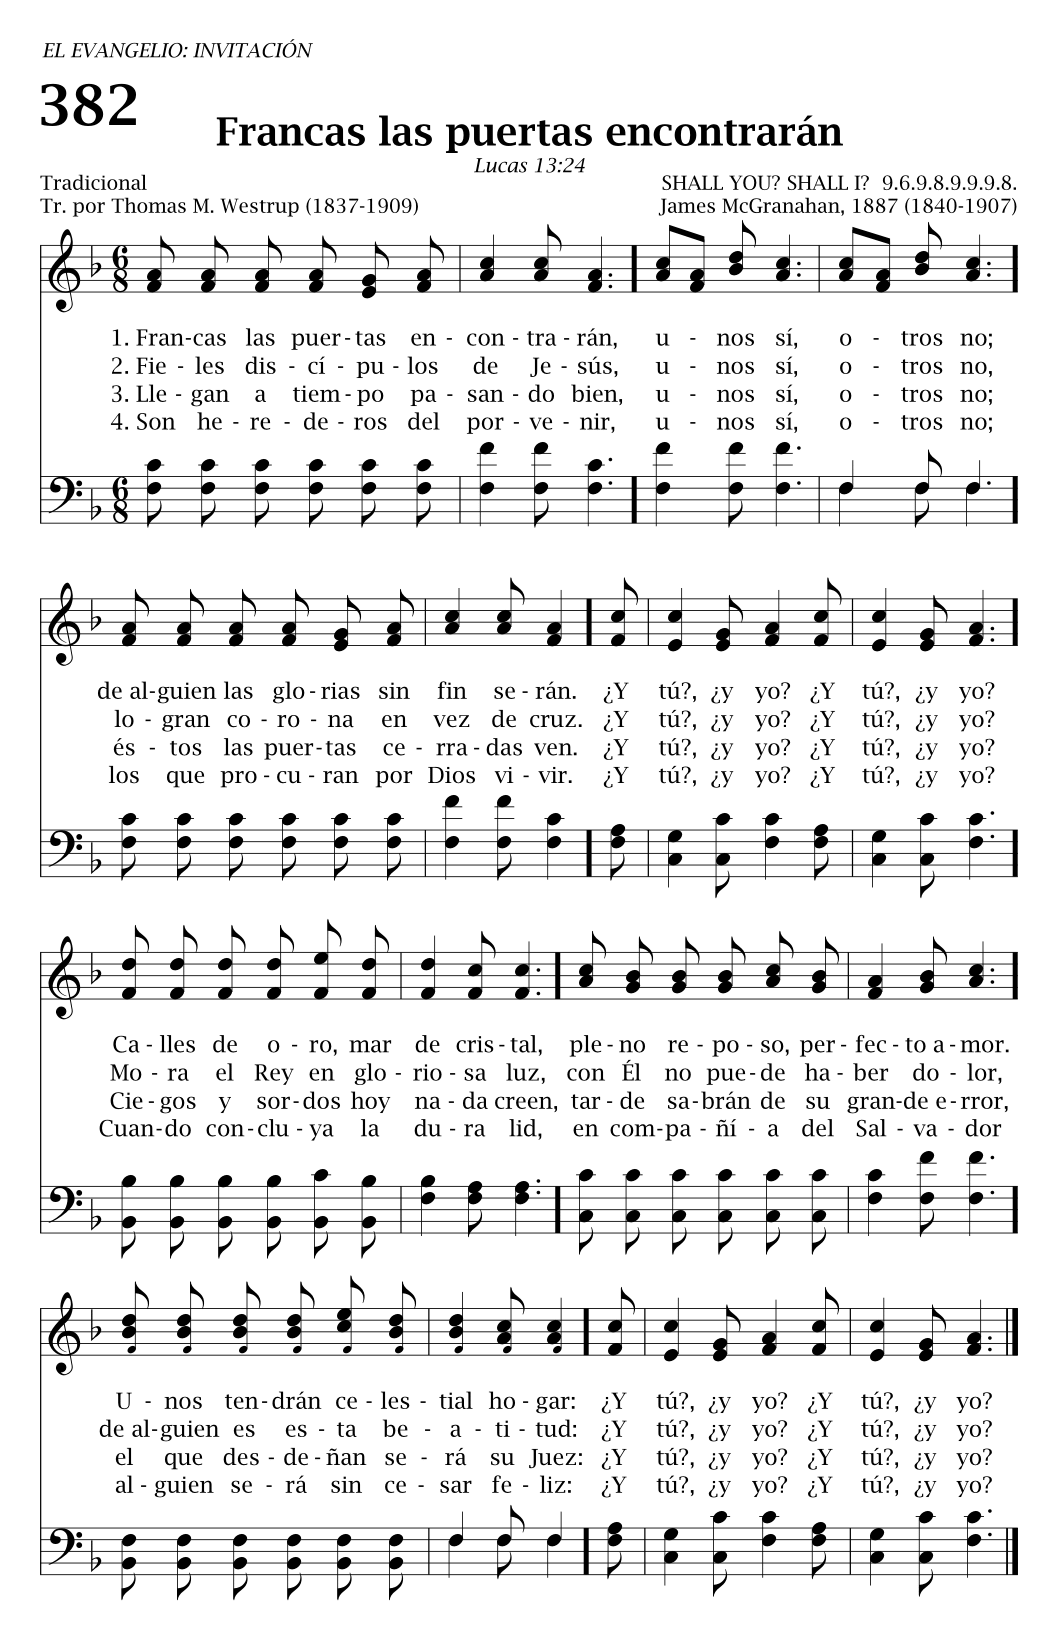 EL EVANGELIO: INVITACIÓN
382
Francas las puertas encontrarán
Lucas 13:24
Tradicional
SHALL YOU? SHALL I? 9.6.9.8.9.9.9.8.
Tr. por Thomas M. Westrup (1837-1909)
James McGranahan, 1887 (1840-1907)
1. Fran-cas las puer-tas en-con-tra-rán, u-nos sí, o-tros no;
2. Fie-les dis-cí-pu-los de Je-sús, u-nos sí, o-tros no,
3. Lle-gan a tiem-po pa-san-do bien, u-nos sí, o-tros no;
4. Son he-re-de-ros del por-ve-nir, u-nos sí, o-tros no;
de al-guien las glo-rias sin fin se-rán. ¿Y tú?, ¿y yo? ¿Y tú?, ¿y yo?
lo-gran co-ro-na en vez de cruz. ¿Y tú?, ¿y yo? ¿Y tú?, ¿y yo?
és-tos las puer-tas ce-rra-das ven. ¿Y tú?, ¿y yo? ¿Y tú?, ¿y yo?
los que pro-cu-ran por Dios vi-vir. ¿Y tú?, ¿y yo? ¿Y tú?, ¿y yo?
Ca-lles de o-ro, mar de cris-tal, ple-no re-po-so, per-fec-to a-mor.
Mo-ra el Rey en glo-rio-sa luz, con Él no pue-de ha-ber do-lor,
Cie-gos y sor-dos hoy na-da creen, tar-de sa-brán de su gran-de e-rror,
Cuan-do con-clu-ya la du-ra lid, en com-pa-ñí-a del Sal-va-dor
U-nos ten-drán ce-les-tial ho-gar: ¿Y tú?, ¿y yo? ¿Y tú?, ¿y yo?
de al-guien es es-ta be-a-ti-tud: ¿Y tú?, ¿y yo? ¿Y tú?, ¿y yo?
el que des-de-ñan se-rá su Juez: ¿Y tú?, ¿y yo? ¿Y tú?, ¿y yo?
al-guien se-rá sin ce-sar fe-liz: ¿Y tú?, ¿y yo? ¿Y tú?, ¿y yo?